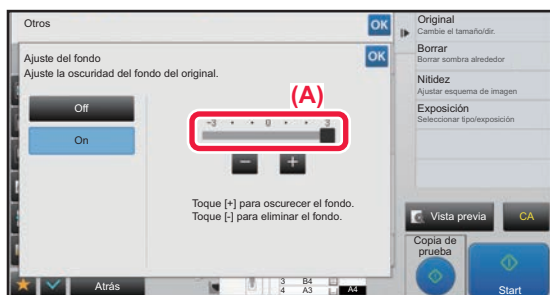 Otros
OK
Ajuste del fondo
Ajuste la oscuridad del fondo del original.
OK
Off
On
(A)
-3 • • 0 • • 3
− +
Toque [+] para oscurecer el fondo.
Toque [-] para eliminar el fondo.
Atrás
3 B4
4 A3
A4
Original
Cambie el tamaño/dir.
Borrar
Borrar sombra alrededor
Nitidez
Ajustar esquema de imagen
Exposición
Seleccionar tipo/exposición
Vista previa
CA
Copia de
prueba
Start